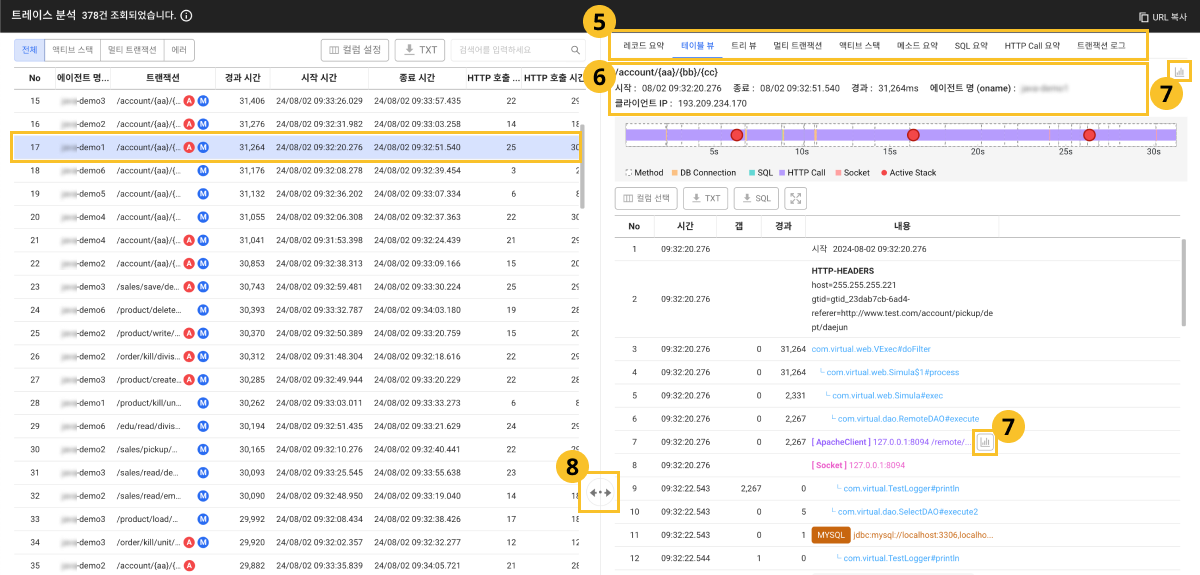 트레이스 분석 378건 조회되었습니다.
URL 복사
전체 액티브 스택 멀티 트랜잭션 에러 컬럼 설정 TXT 검색어를 입력하세요
No 에이전트 명... 트랜잭션 경과 시간 시작 시간 종료 시간 HTTP 호출 ... HTTP 호출 시간
15 -demo3 /account/{aa}/{... A M 31,406 24/08/02 09:33:26.029 24/08/02 09:33:57.435 22 29
16 -demo2 /account/{aa}/{... A M 31,276 24/08/02 09:32:31.982 24/08/02 09:33:03.258 14 18
17 -demo1 /account/{aa}/{... A M 31,264 24/08/02 09:32:20.276 24/08/02 09:32:51.540 25 30
18 -demo6 /account/{aa}/{... M 31,176 24/08/02 09:32:08.278 24/08/02 09:32:39.454 3 2
19 -demo5 /account/{aa}/{... M 31,132 24/08/02 09:32:36.202 24/08/02 09:33:07.334 6 8
20 -demo4 /account/{aa}/{... M 31,055 24/08/02 09:32:06.308 24/08/02 09:32:37.363 22 30
21 -demo4 /account/{aa}/{... A M 31,041 24/08/02 09:31:53.398 24/08/02 09:32:24.439 21 29
22 -demo2 /account/{aa}/{... A M 30,853 24/08/02 09:32:38.313 24/08/02 09:33:09.166 15 20
23 -demo3 /sales/save/de... A M 30,743 24/08/02 09:32:59.481 24/08/02 09:33:30.224 25 29
24 -demo6 /product/delete... M 30,393 24/08/02 09:33:32.787 24/08/02 09:34:03.180 19 28
25 -demo2 /product/write/... A M 30,370 24/08/02 09:32:50.389 24/08/02 09:33:20.759 15 20
26 -demo2 /order/kill/divis... A M 30,312 24/08/02 09:31:48.304 24/08/02 09:32:18.616 22 29
27 -demo3 /product/create... A M 30,285 24/08/02 09:32:49.944 24/08/02 09:33:20.229 22 28
28 -demo1 /product/kill/un... M 30,262 24/08/02 09:33:03.011 24/08/02 09:33:33.273 6 8
29 -demo6 /edu/read/divis... M 30,194 24/08/02 09:32:51.435 24/08/02 09:33:21.629 24 29
30 -demo2 /sales/pickup/... M 30,165 24/08/02 09:32:10.276 24/08/02 09:32:40.441 22
31 -demo3 /sales/read/de... M 30,093 24/08/02 09:33:25.545 24/08/02 09:33:55.638 23
32 -demo2 /sales/read/em... M 30,090 24/08/02 09:32:48.950 24/08/02 09:33:19.040 14 18
33 -demo3 /product/load/... M 29,992 24/08/02 09:32:08.434 24/08/02 09:32:38.426 17 18
34 -demo3 /order/kill/unit/... A M 29,920 24/08/02 09:32:02.357 24/08/02 09:32:32.277 12 12
35 -demo2 /account/{aa}/{... A 29,882 24/08/02 09:33:35.839 24/08/02 09:34:05.721 21 28
5
레코드 요약 테이블 뷰 트리 뷰 멀티 트랜잭션 액티브 스택 메소드 요약 SQL 요약 HTTP Call 요약 트랜잭션 로그
6
/account/{aa}/{bb}/{cc}
시작 : 08/02 09:32:20.276 종료 : 08/02 09:32:51.540 경과 : 31,264ms 에이전트 명 (oname) : -demo1
클라이언트 IP : 193.209.234.170
7
5s 10s 15s 20s 25s 30s
Method DB Connection SQL HTTP Call Socket Active Stack
컬럼 선택 TXT SQL
No 시간 갭 경과 내용
1 09:32:20.276 시작 2024-08-02 09:32:20.276
2 09:32:20.276 HTTP-HEADERS
host=255.255.255.221
gtid=gtid_23dab7cb-6ad4-
referer=http://www.test.com/account/pickup/de
pt/daejun
3 09:32:20.276 0 31,264 com.virtual.web.VExec#doFilter
4 09:32:20.276 0 31,264 com.virtual.web.Simula$1#process
5 09:32:20.276 0 2,331 com.virtual.web.Simula#exec
6 09:32:20.276 0 2,267 com.virtual.dao.RemoteDAO#execute
7 09:32:20.276 0 2,267 [ ApacheClient ] 127.0.0.1:8094 /remote/...
7
8 09:32:20.276 [ Socket ] 127.0.0.1:8094
9 09:32:22.543 2,267 0 com.virtual.TestLogger#println
10 09:32:22.543 0 5 com.virtual.dao.SelectDAO#execute2
11 09:32:22.543 0 1 MYSQL jdbc:mysql://localhost:3306,localho...
12 09:32:22.544 1 0 com.virtual.TestLogger#println
8